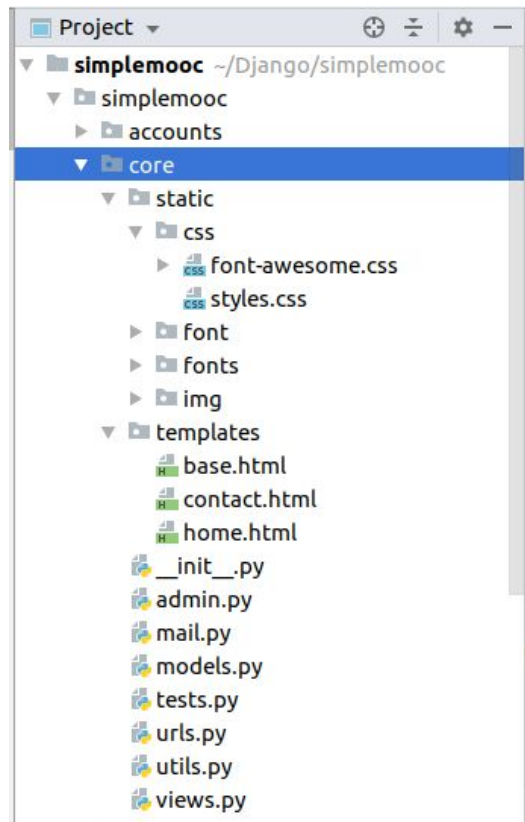 Project
simplemooc ~/Django/simplemooc
simplemooc
accounts
core
static
css
css font-awesome.css
css styles.css
font
fonts
img
templates
H base.html
H contact.html
H home.html
__init__.py
admin.py
mail.py
models.py
tests.py
urls.py
utils.py
views.py